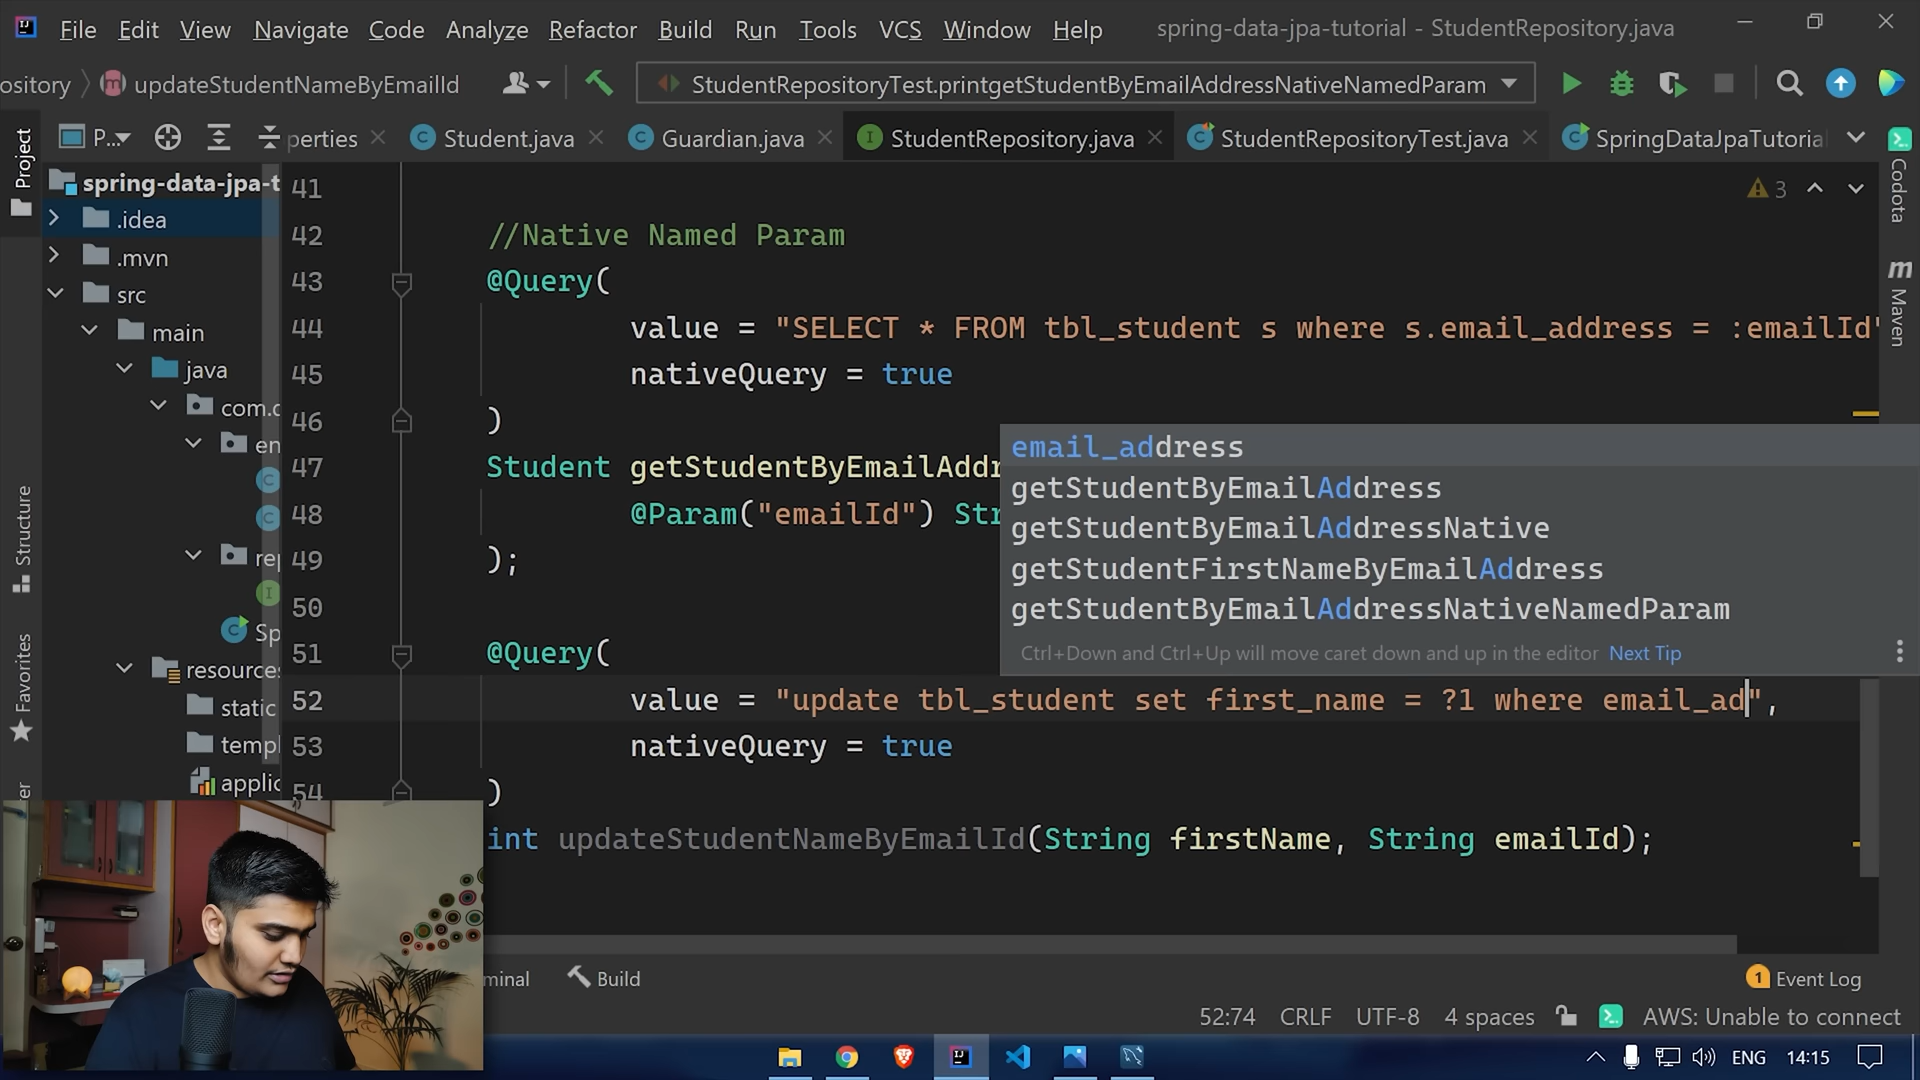 File Edit View Navigate Code Analyze Refactor Build Run Tools VCS Window Help spring-data-jpa-tutorial - StudentRepository.java
ository updateStudentNameByEmailId StudentRepositoryTest.printgetStudentByEmailAddressNativeNamedParam
P... perties Student.java Guardian.java StudentRepository.java StudentRepositoryTest.java SpringDataJpaTutoria
Project
Structure
Favorites
er
spring-data-jpa-t
.idea
.mvn
src
main
java
com.c
en
rep
Sp
resource
static
temp
applic
41
42 //Native Named Param
43 @Query(
44 value = "SELECT * FROM tbl_student s where s.email_address = :emailId"
45 nativeQuery = true
46 )
47 Student getStudentByEmailAddr
48 @Param("emailId") Str
49 );
50
51 @Query(
52 value = "update tbl_student set first_name = ?1 where email_ad",
53 nativeQuery = true
54 )
int updateStudentNameByEmailId(String firstName, String emailId);
3
email_address
getStudentByEmailAddress
getStudentByEmailAddressNative
getStudentFirstNameByEmailAddress
getStudentByEmailAddressNativeNamedParam
Ctrl+Down and Ctrl+Up will move caret down and up in the editor Next Tip
Codota
m Maven
minal Build 1 Event Log
52:74 CRLF UTF-8 4 spaces AWS: Unable to connect
ENG 14:15